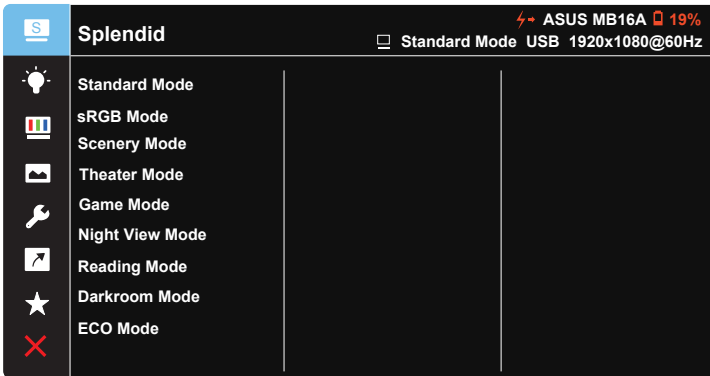 S
Splendid
ASUS MB16A 19%
Standard Mode USB 1920x1080@60Hz
Standard Mode
sRGB Mode
Scenery Mode
Theater Mode
Game Mode
Night View Mode
Reading Mode
Darkroom Mode
ECO Mode